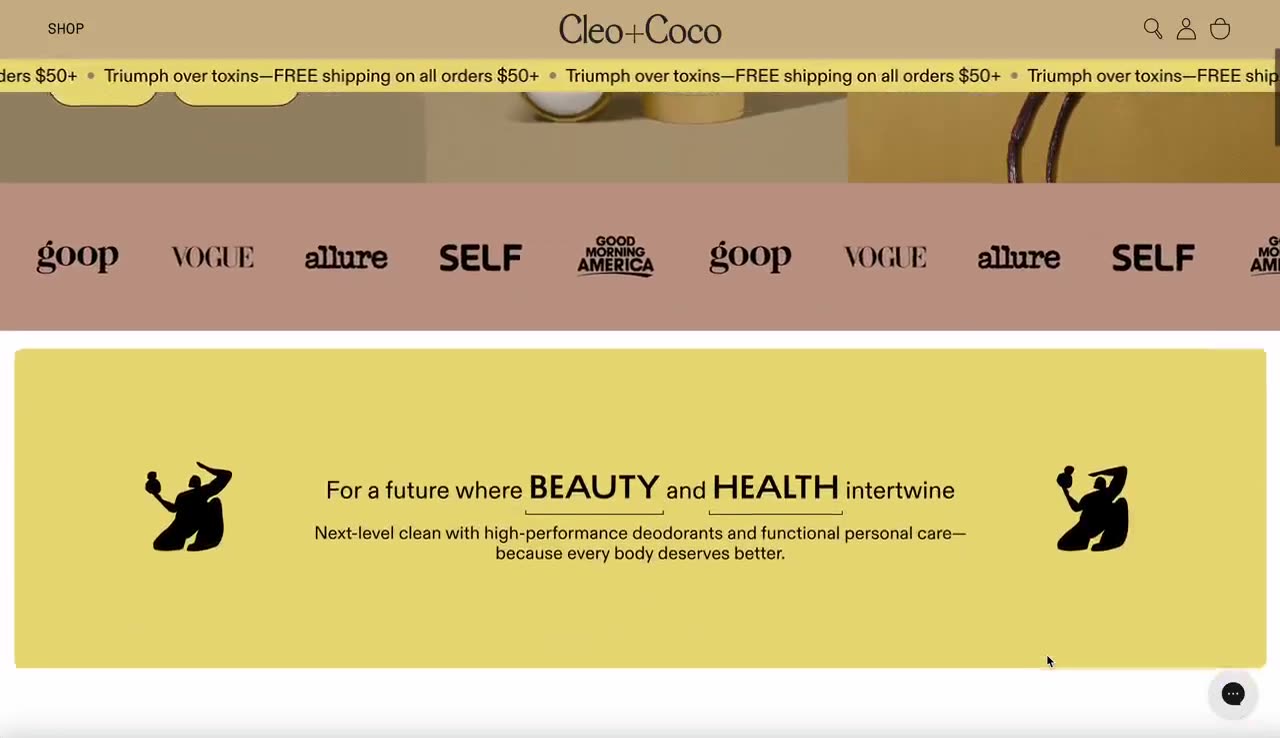 SHOP
Cleo+Coco
ders $50+ • Triumph over toxins—FREE shipping on all orders $50+ • Triumph over toxins—FREE shipping on all orders $50+ • Triumph over toxins—FREE ship
goop VOGUE allure SELF GOOD MORNING AMERICA goop VOGUE allure SELF
For a future where BEAUTY and HEALTH intertwine
Next-level clean with high-performance deodorants and functional personal care—
because every body deserves better.